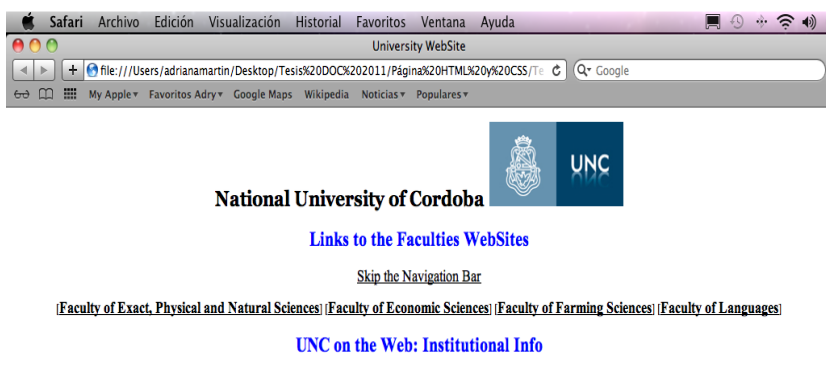 Safari Archivo Edición Visualización Historial Favoritos Ventana Ayuda
University WebSite
file:///Users/adrianamartin/Desktop/Tesis%20DOC%202011/Página%20HTML%20y%20CSS/Te
Google
My Apple Favoritos Adry Google Maps Wikipedia Noticias Populares
National University of Cordoba
UNC
Links to the Faculties WebSites
Skip the Navigation Bar
[Faculty of Exact, Physical and Natural Sciences] [Faculty of Economic Sciences] [Faculty of Farming Sciences] [Faculty of Languages]
UNC on the Web: Institutional Info